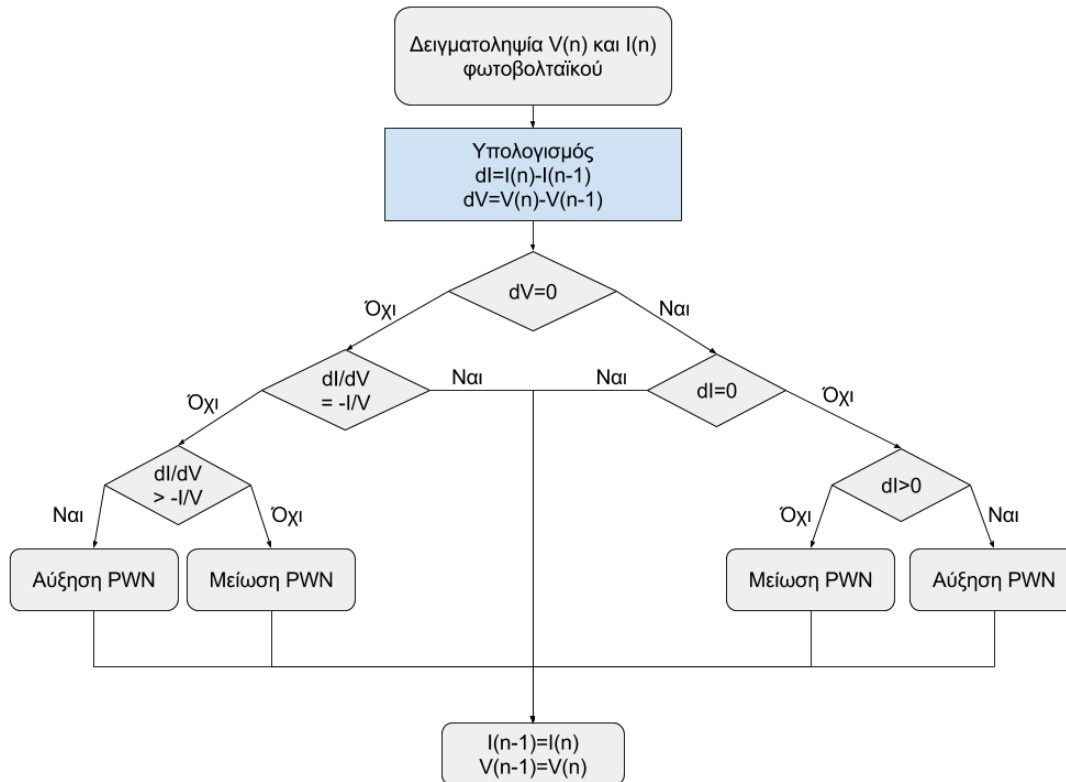 Δειγματοληψία V(n) και I(n)
φωτοβολταϊκού
Υπολογισμός
dI=I(n)-I(n-1)
dV=V(n)-V(n-1)
dV=0
Όχι
Ναι
dI/dV
= -I/V
Ναι
Ναι
dI=0
Όχι
Όχι
dI/dV
> -I/V
dI>0
Ναι
Όχι
Όχι
Ναι
Αύξηση PWN
Μείωση PWN
Μείωση PWN
Αύξηση PWN
I(n-1)=I(n)
V(n-1)=V(n)